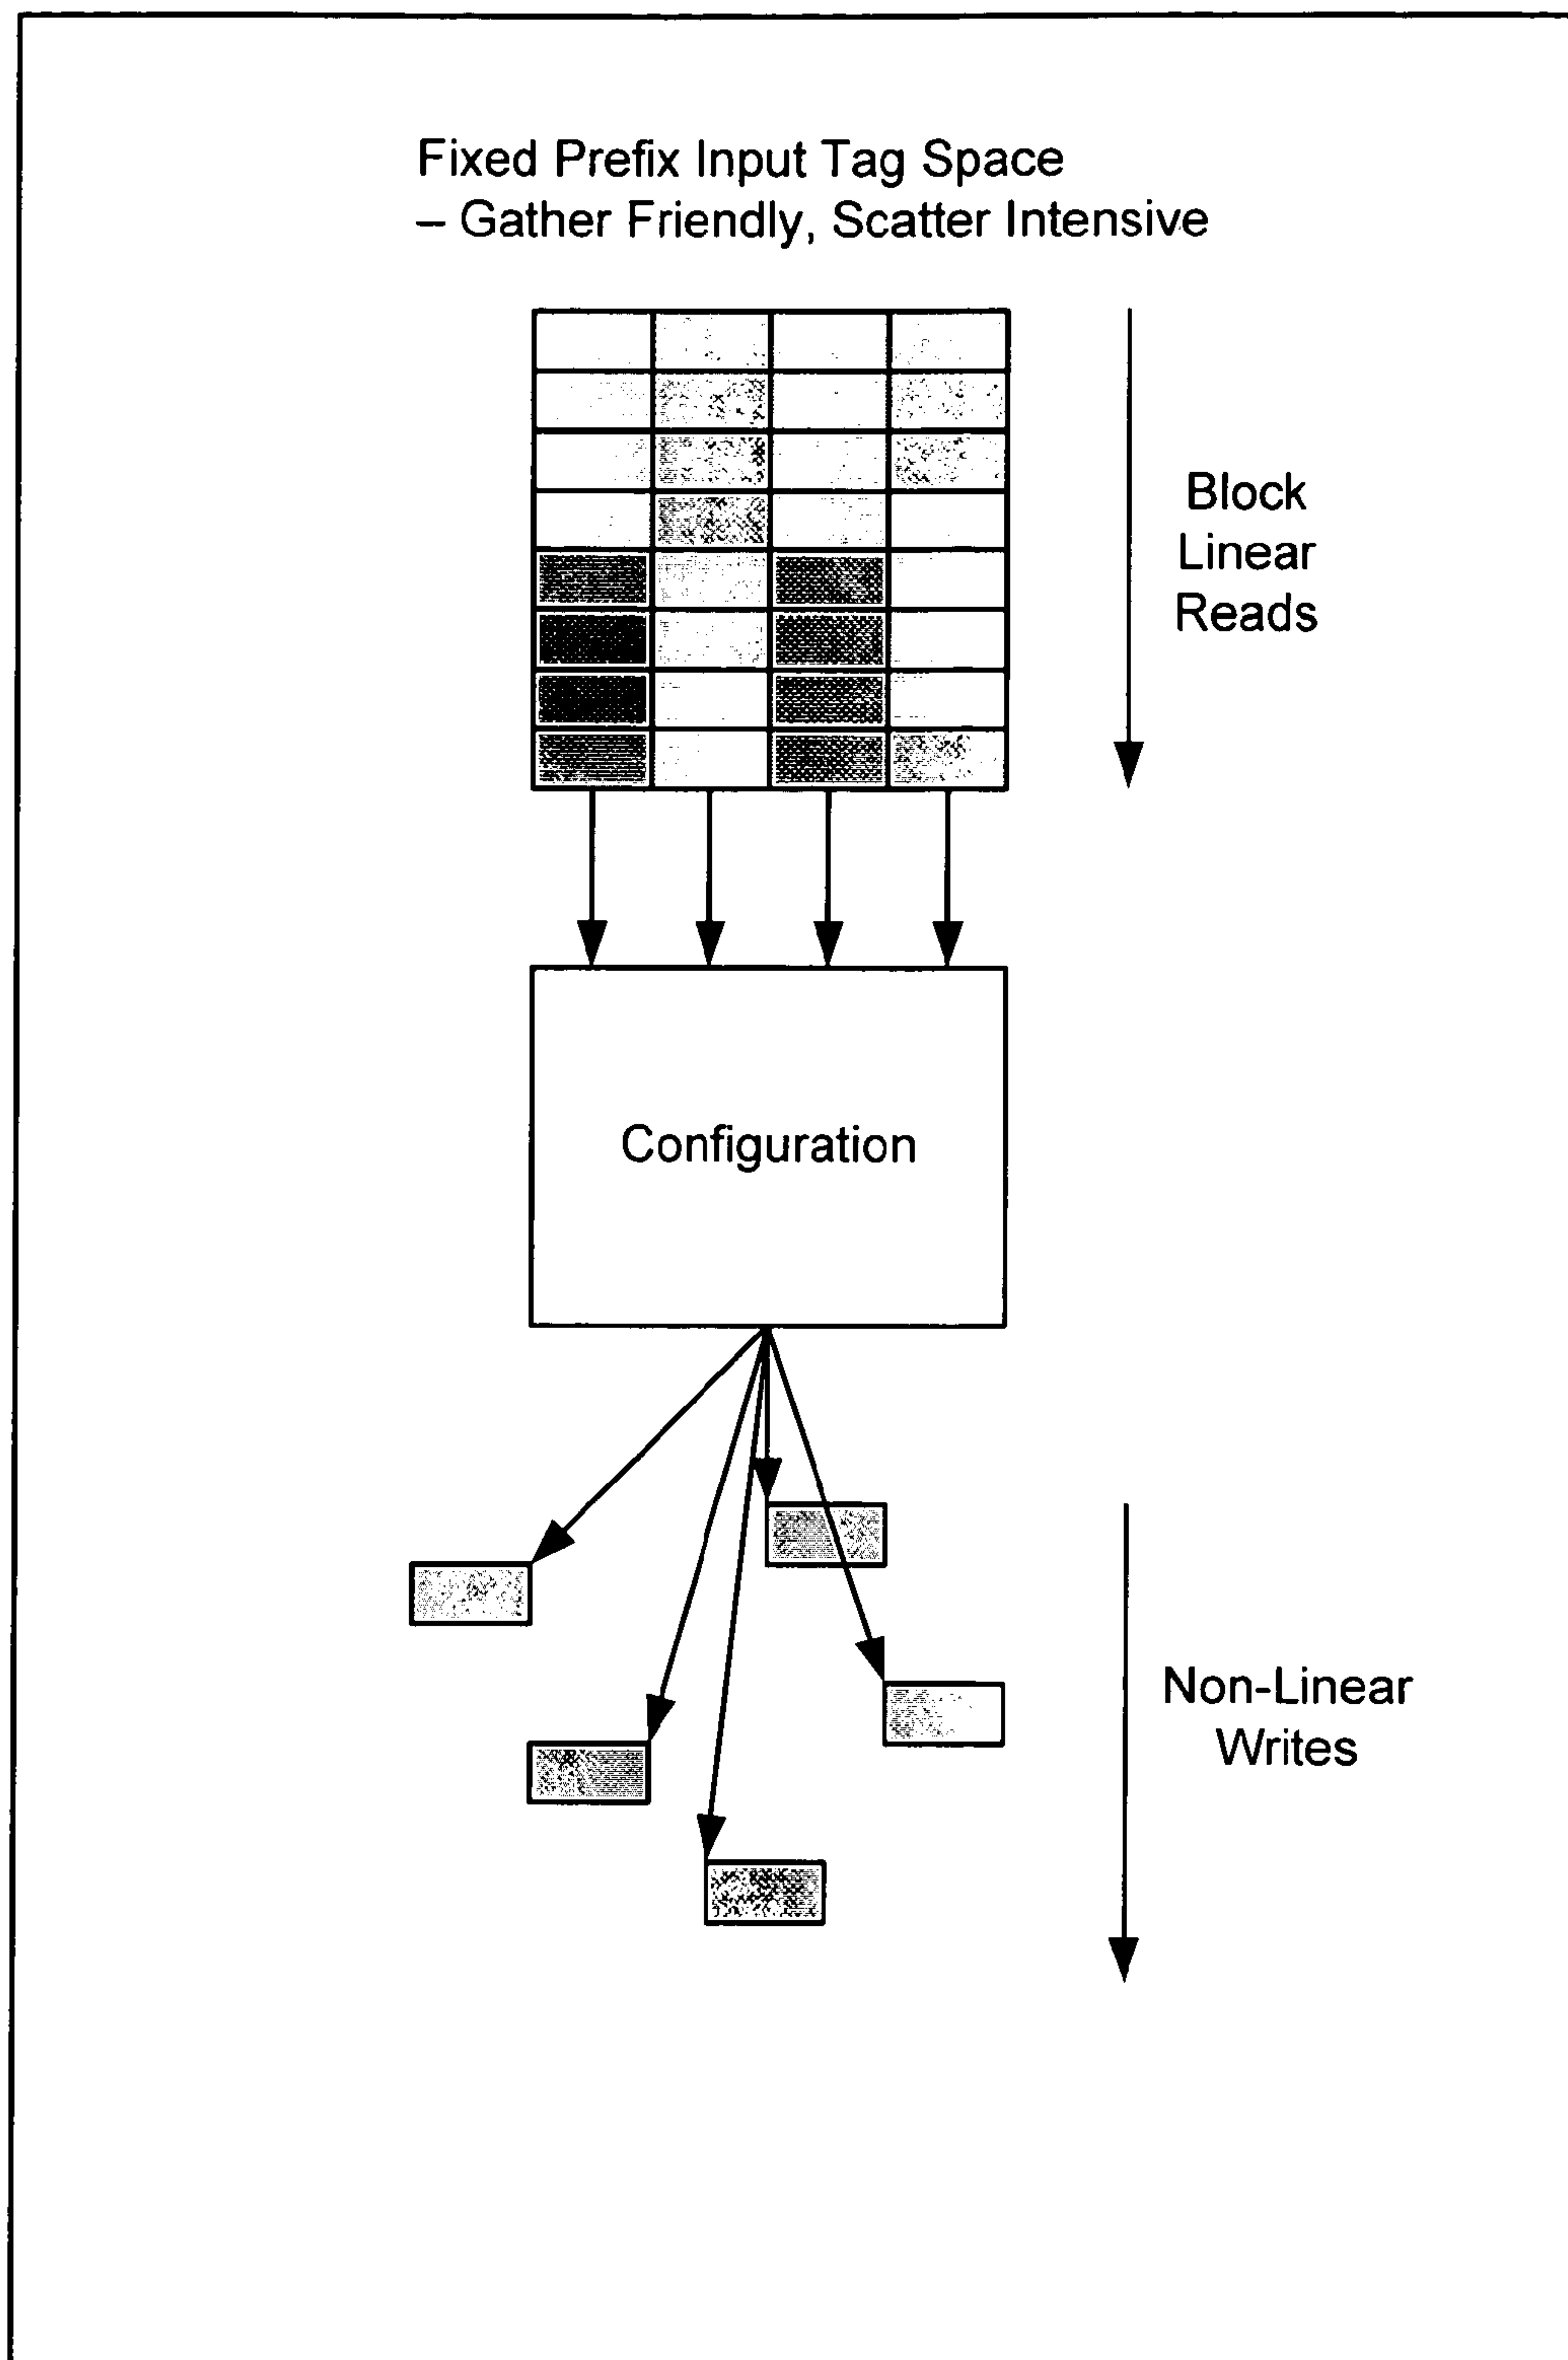 Fixed Prefix Input Tag Space
– Gather Friendly, Scatter Intensive
Block
Linear
Reads
Configuration
Non-Linear
Writes